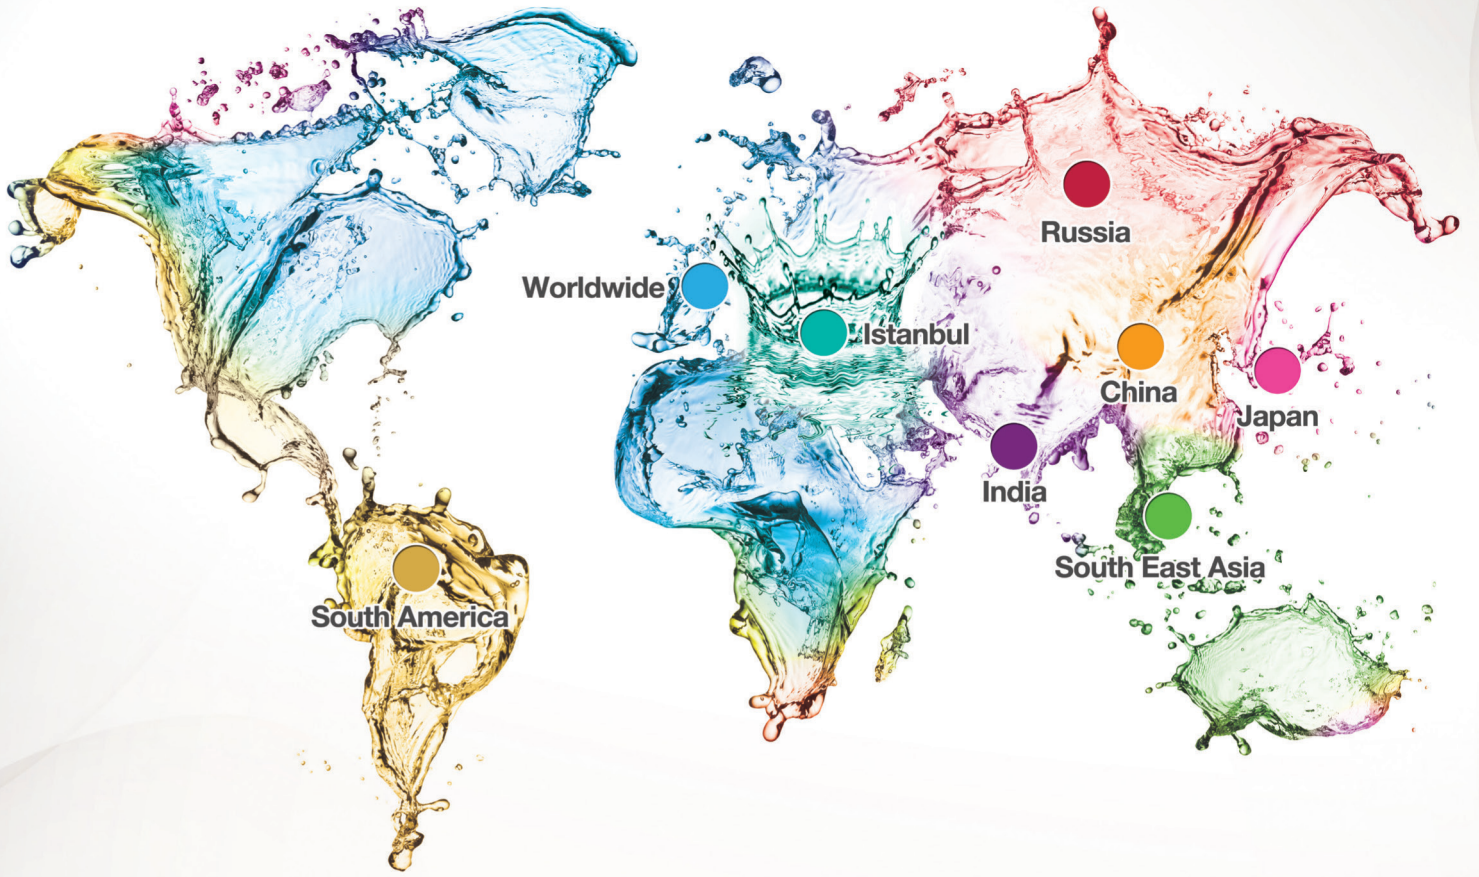 Russia
Worldwide
Istanbul
China
Japan
India
South East Asia
South America